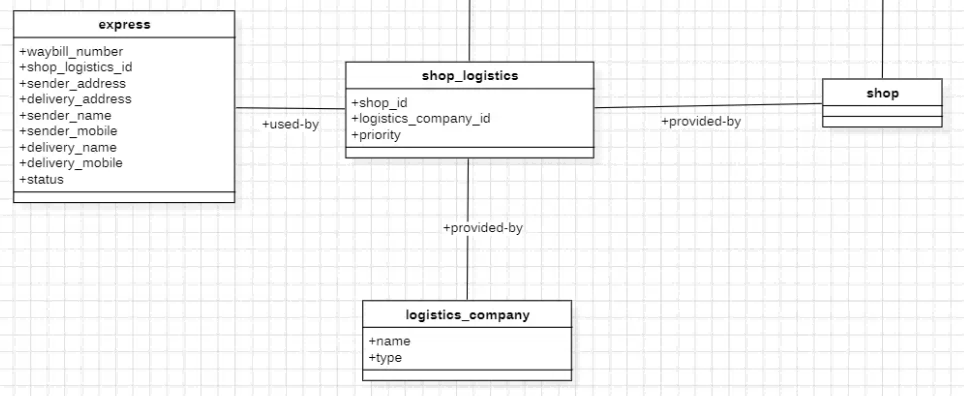 express
+waybill_number
+shop_logistics_id
+sender_address
+delivery_address
+sender_name
+sender_mobile
+delivery_name
+delivery_mobile
+status
+used-by
shop_logistics
+shop_id
+logistics_company_id
+priority
+provided-by
shop
+provided-by
logistics_company
+name
+type